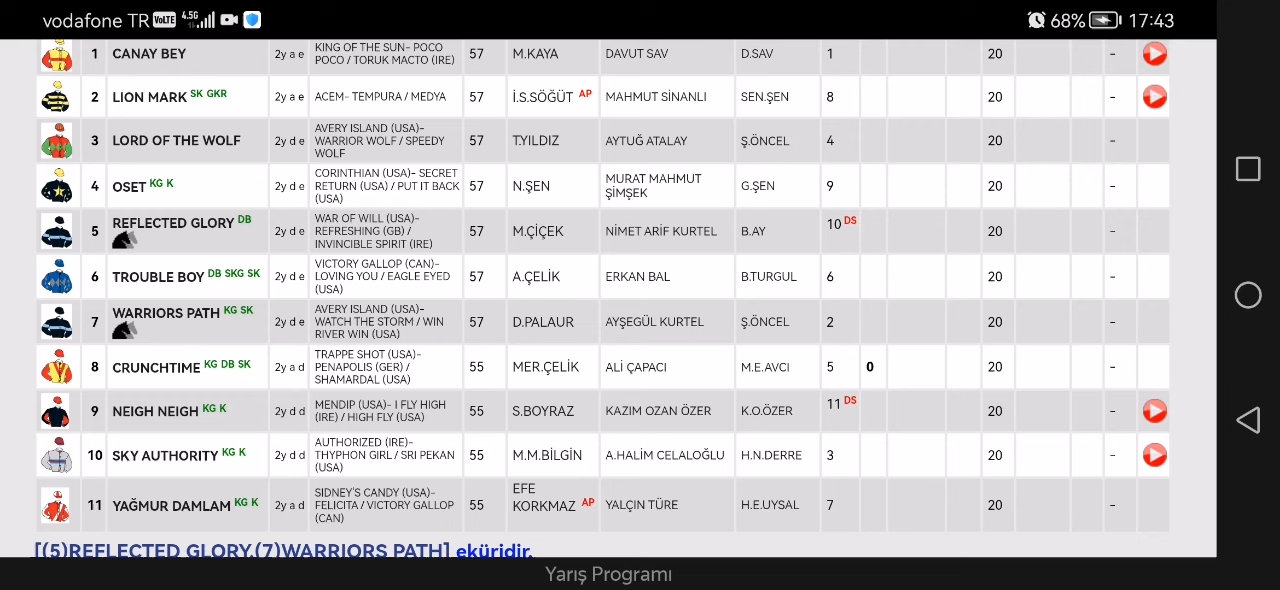 vodafone TR VoLTE 4.5G 68% 17:43
1 CANAY BEY 2y a e KING OF THE SUN- POCO POCO / TORUK MACTO (IRE) 57 M.KAYA DAVUT SAV D.SAV 1 20 -
2 LION MARK SK GKR 2y a e ACEM- TEMPURA / MEDYA 57 İ.S.SÖĞÜT AP MAHMUT SİNANLI SEN.ŞEN 8 20 -
3 LORD OF THE WOLF 2y d e AVERY ISLAND (USA)- WARRIOR WOLF / SPEEDY WOLF 57 T.YILDIZ AYTUĞ ATALAY Ş.ÖNCEL 4 20 -
4 OSET KG K 2y d e CORINTHIAN (USA)- SECRET RETURN (USA) / PUT IT BACK (USA) 57 N.ŞEN MURAT MAHMUT ŞİMŞEK G.ŞEN 9 20 -
5 REFLECTED GLORY DB 2y d e WAR OF WILL (USA)- REFRESHING (GB) / INVINCIBLE SPIRIT (IRE) 57 M.ÇİÇEK NİMET ARİF KURTEL B.AY 10 DS 20 -
6 TROUBLE BOY DB SKG SK 2y d e VICTORY GALLOP (CAN)- LOVING YOU / EAGLE EYED (USA) 57 A.ÇELİK ERKAN BAL B.TURGUL 6 20 -
7 WARRIORS PATH KG SK 2y d e AVERY ISLAND (USA)- WATCH THE STORM / WIN RIVER WIN (USA) 57 D.PALAUR AYŞEGÜL KURTEL Ş.ÖNCEL 2 20 -
8 CRUNCHTIME KG DB SK 2y a d TRAPPE SHOT (USA)- PENAPOLIS (GER) / SHAMARDAL (USA) 55 MER.ÇELİK ALİ ÇAPACI M.E.AVCI 5 0 20 -
9 NEIGH NEIGH KG K 2y d d MENDIP (USA)- I FLY HIGH (IRE) / HIGH FLY (USA) 55 S.BOYRAZ KAZIM OZAN ÖZER K.O.ÖZER 11 DS 20 -
10 SKY AUTHORITY KG K 2y d d AUTHORIZED (IRE)- THYPHON GIRL / SRI PEKAN (USA) 55 M.M.BİLGİN A.HALİM CELALOĞLU H.N.DERRE 3 20 -
11 YAĞMUR DAMLAM KG K 2y a d SIDNEY'S CANDY (USA)- FELICITA / VICTORY GALLOP (CAN) 55 EFE KORKMAZ AP YALÇIN TÜRE H.E.UYSAL 7 20 -
[(5)REFLECTED GLORY,(7)WARRIORS PATH] eküridir.
Yarış Programı